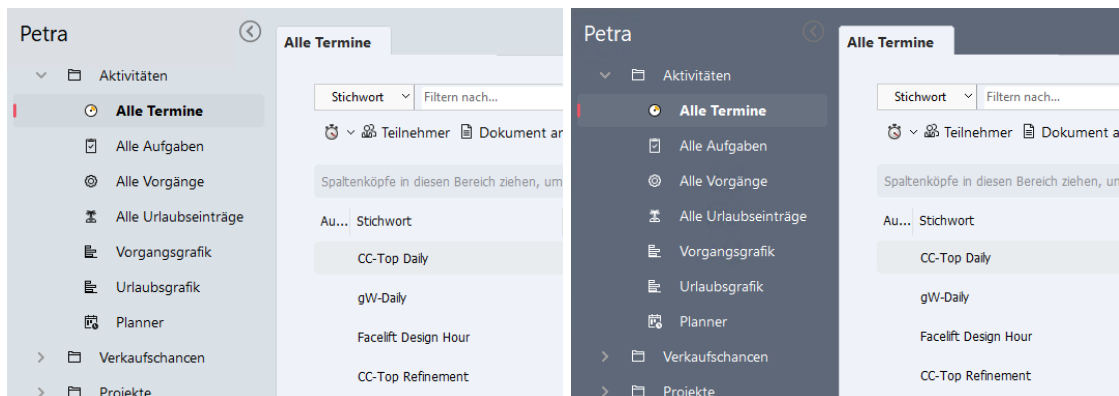 Petra
Alle Termine
Aktivitäten
Alle Termine
Alle Aufgaben
Alle Vorgänge
Alle Urlaubseinträge
Vorgangsgrafik
Urlaubsgrafik
Planner
Verkaufschancen
Projekte
Stichwort Filtern nach...
Teilnehmer Dokument an
Spaltenköpfe in diesen Bereich ziehen, um
Au... Stichwort
CC-Top Daily
gW-Daily
Facelift Design Hour
CC-Top Refinement
Petra
Alle Termine
Aktivitäten
Alle Termine
Alle Aufgaben
Alle Vorgänge
Alle Urlaubseinträge
Vorgangsgrafik
Urlaubsgrafik
Planner
Verkaufschancen
Projekte
Stichwort Filtern nach...
Teilnehmer Dokument a
Spaltenköpfe in diesen Bereich ziehen, um
Au... Stichwort
CC-Top Daily
gW-Daily
Facelift Design Hour
CC-Top Refinement